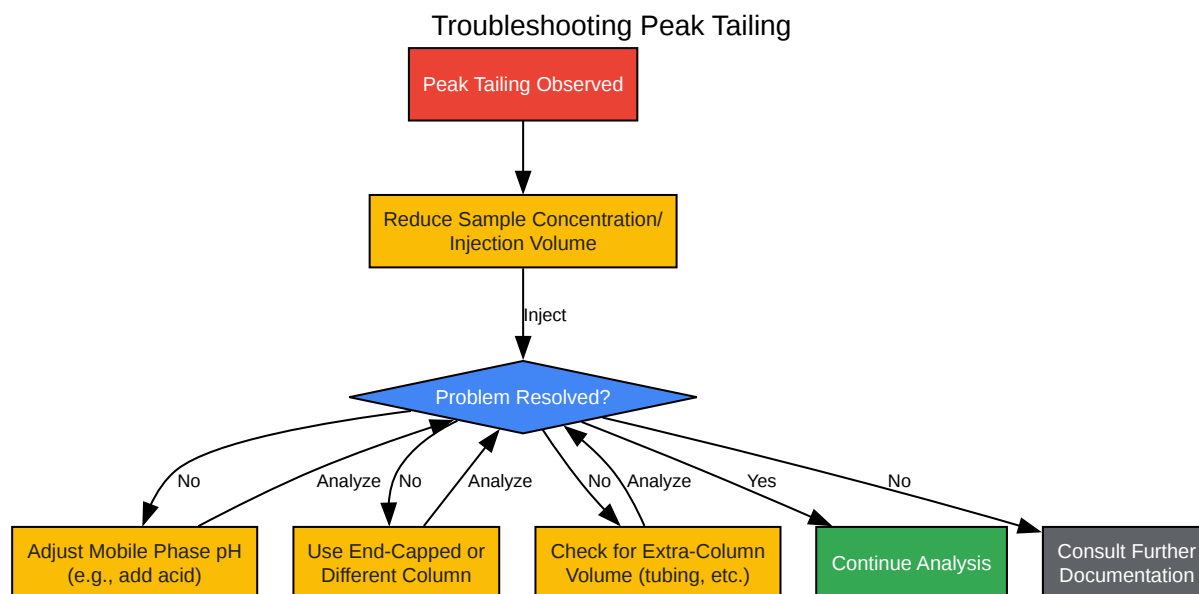 Troubleshooting Peak Tailing
Peak Tailing Observed
Reduce Sample Concentration/
Injection Volume
Inject
Problem Resolved?
No
Analyze
No
Analyze
No
Analyze
Yes
No
Adjust Mobile Phase pH
(e.g., add acid)
Use End-Capped or
Different Column
Check for Extra-Column
Volume (tubing, etc.)
Continue Analysis
Consult Further
Documentation